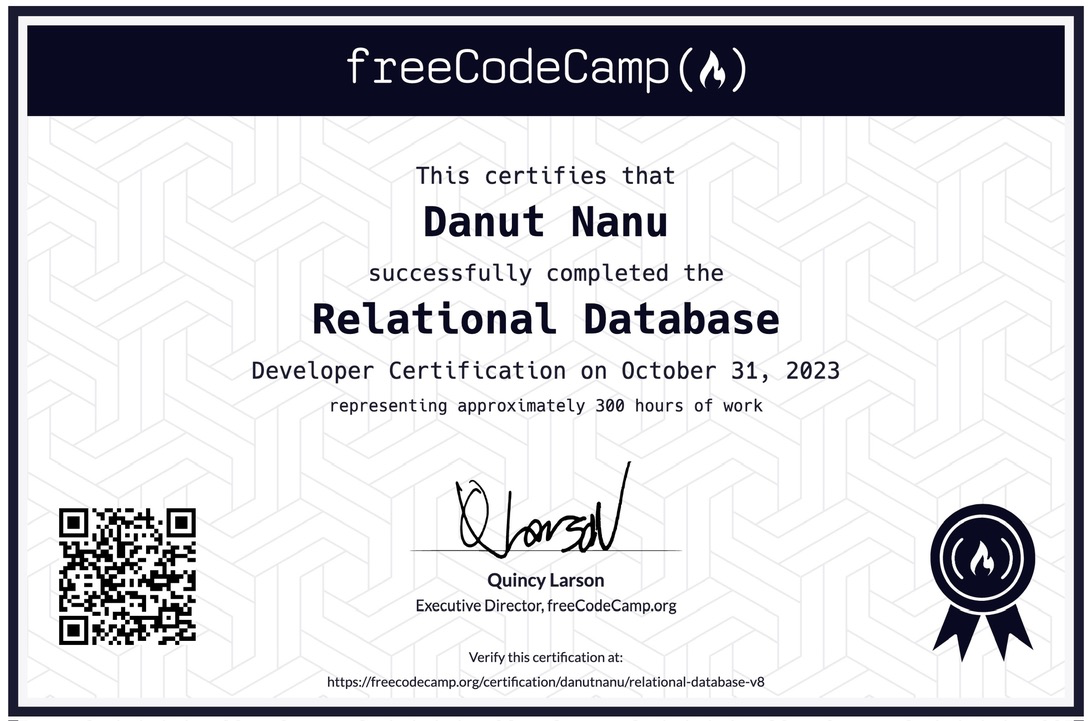 freeCodeCamp
This certifies that
Danut Nanu
successfully completed the
Relational Database
Developer Certification on October 31, 2023
representing approximately 300 hours of work
Q Larson
Quincy Larson
Executive Director, freeCodeCamp.org
Verify this certification at:
https://freecodecamp.org/certification/danutnanu/relational-database-v8